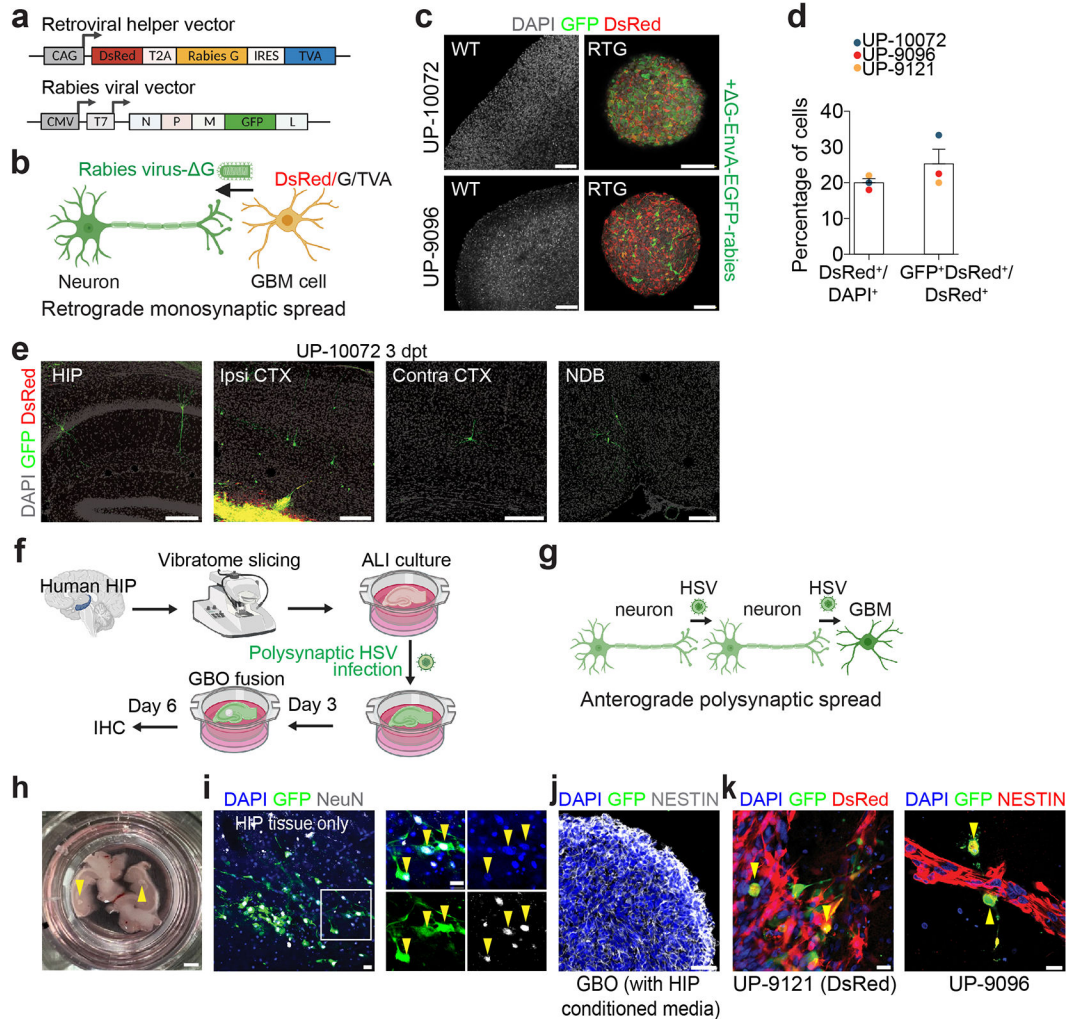 a
Retroviral helper vector
CAG
DsRed
T2A
Rabies G
IRES
TVA
Rabies viral vector
CMV
T7
N
P
M
GFP
L
b
Rabies virus-ΔG
DsRed/G/TVA
Neuron
GBM cell
Retrograde monosynaptic spread
c
DAPI GFP DsRed
UP-10072
WT
RTG
UP-9096
WT
RTG
+ΔG-EnvA-EGFP-rabies
d
UP-10072
UP-9096
UP-9121
Percentage of cells
40
30
20
10
0
DsRed⁺/
DAPI⁺
GFP⁺DsRed⁺/
DsRed⁺
e
UP-10072 3 dpt
DAPI GFP DsRed
HIP
Ipsi CTX
Contra CTX
NDB
f
Human HIP
Vibratome slicing
ALI culture
Polysynaptic HSV
infection
GBO fusion
Day 6
Day 3
IHC
g
neuron
HSV
neuron
HSV
GBM
Anterograde polysynaptic spread
h
i
DAPI GFP NeuN
HIP tissue only
j
DAPI GFP NESTIN
GBO (with HIP
conditioned media)
k
DAPI GFP DsRed
UP-9121 (DsRed)
DAPI GFP NESTIN
UP-9096